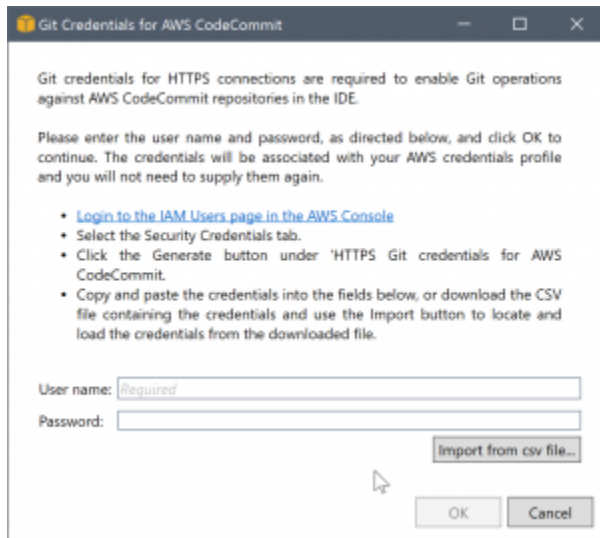 Git Credentials for AWS CodeCommit
Git credentials for HTTPS connections are required to enable Git operations
against AWS CodeCommit repositories in the IDE.
Please enter the user name and password, as directed below, and click OK to
continue. The credentials will be associated with your AWS credentials profile
and you will not need to supply them again.
• Login to the IAM Users page in the AWS Console
• Select the Security Credentials tab.
• Click the Generate button under 'HTTPS Git credentials for AWS
CodeCommit.
• Copy and paste the credentials into the fields below, or download the CSV
file containing the credentials and use the Import button to locate and
load the credentials from the downloaded file.
User name: Required
Password:
Import from csv file...
OK Cancel